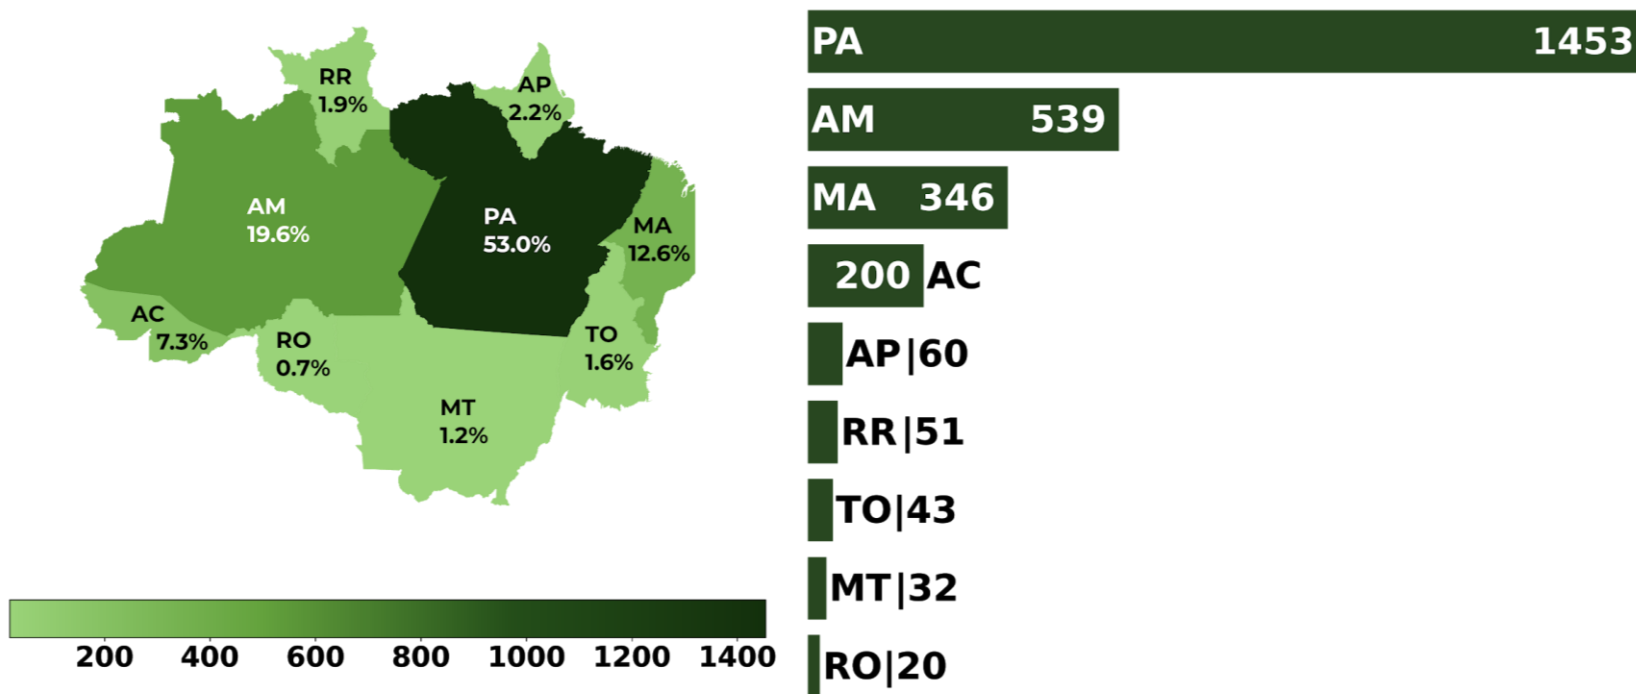 RR
1.9%
AP
2.2%
AM
19.6%
PA
53.0%
MA
12.6%
AC
7.3%
RO
0.7%
TO
1.6%
MT
1.2%
200 400 600 800 1000 1200 1400
PA 1453
AM 539
MA 346
200 AC
AP|60
RR|51
TO|43
MT|32
RO|20